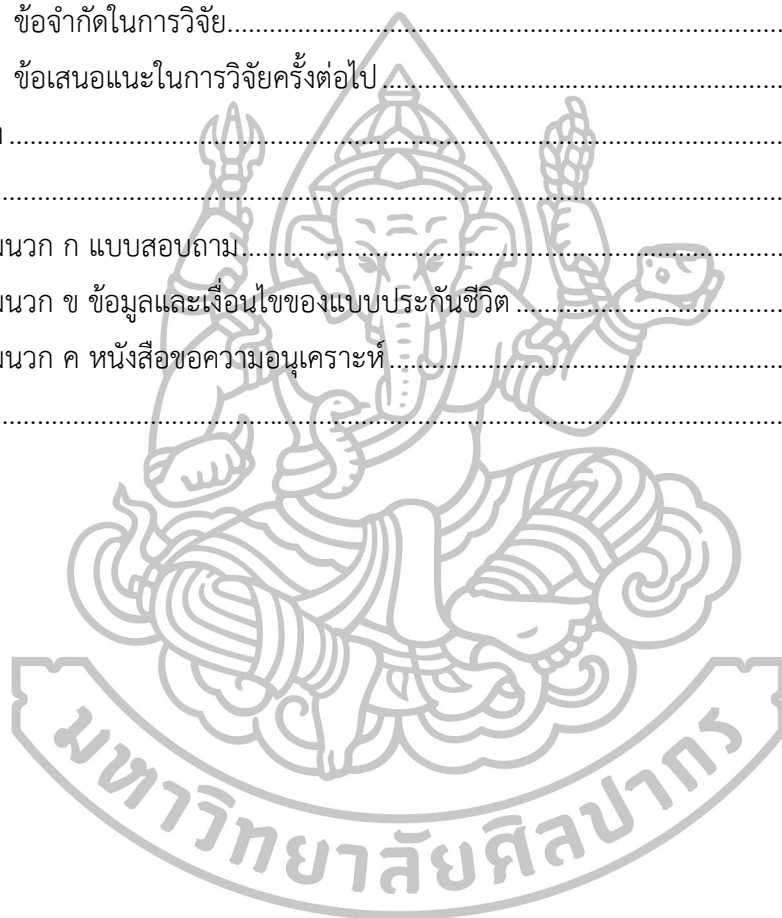 ข้อจำกัดในการวิจัย
ข้อเสนอแนะในการวิจัยครั้งต่อไป
นวก ก แบบสอบถาม
นวก ข ข้อมูลและเงื่อนไขของแบบประกันชีวิต
นวก ค หนังสือขอความอนุเคราะห์
มหาวิทยาลัยศิลปากร